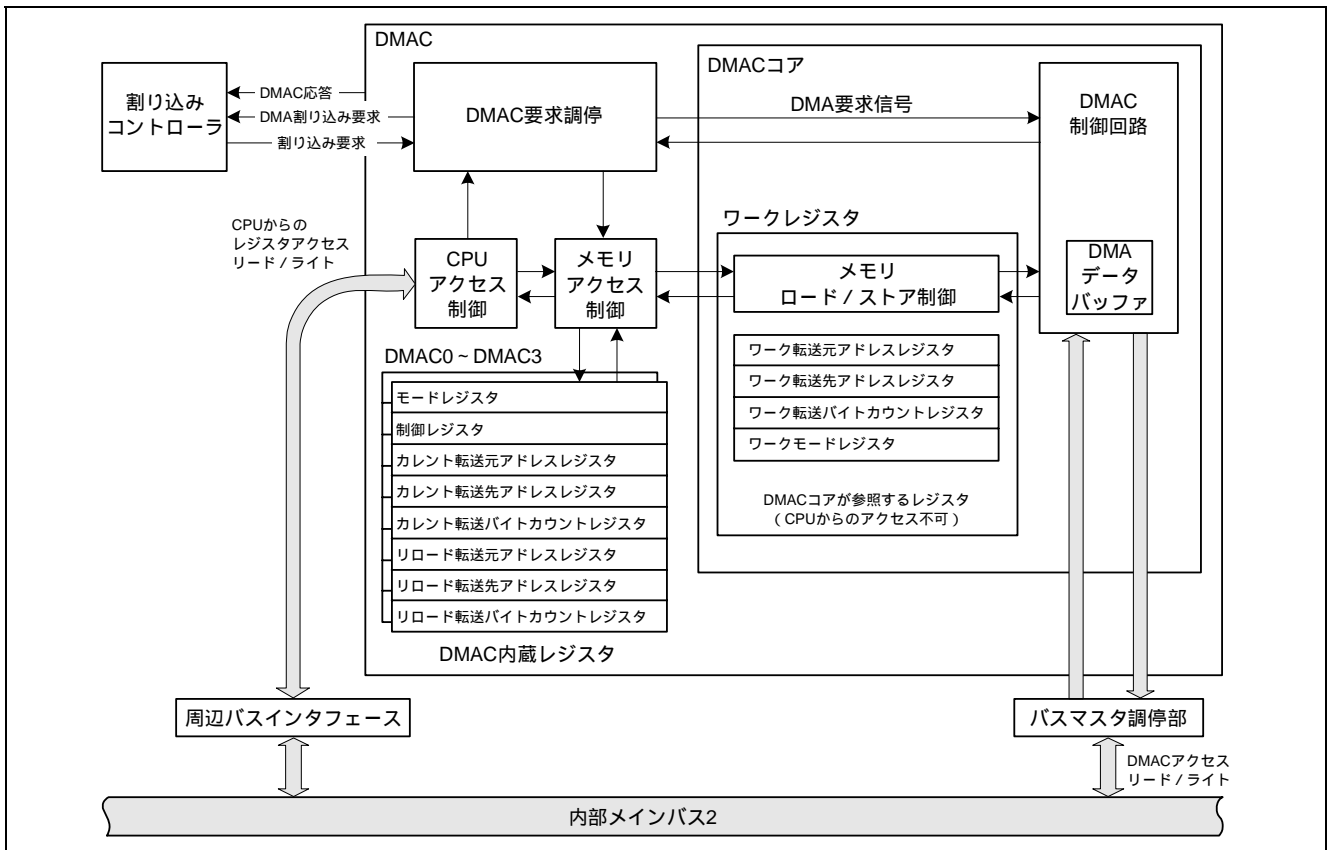 DMAC
DMACコア
割り込み
コントローラ
DMAC応答
DMA割り込み要求
割り込み要求
DMAC要求調停
DMA要求信号
DMAC
制御回路
CPUからの
レジスタアクセス
リード / ライト
CPU
アクセス
制御
メモリ
アクセス
制御
ワークレジスタ
メモリ
ロード / ストア制御
DMA
データ
バッファ
ワーク転送元アドレスレジスタ
ワーク転送先アドレスレジスタ
ワーク転送バイトカウントレジスタ
ワークモードレジスタ
DMACコアが参照するレジスタ
(CPUからのアクセス不可)
DMAC0 ~ DMAC3
モードレジスタ
制御レジスタ
カレント転送元アドレスレジスタ
カレント転送先アドレスレジスタ
カレント転送バイトカウントレジスタ
リロード転送元アドレスレジスタ
リロード転送先アドレスレジスタ
リロード転送バイトカウントレジスタ
DMAC内蔵レジスタ
周辺バスインタフェース
バスマスタ調停部
DMACアクセス
リード / ライト
内部メインバス2